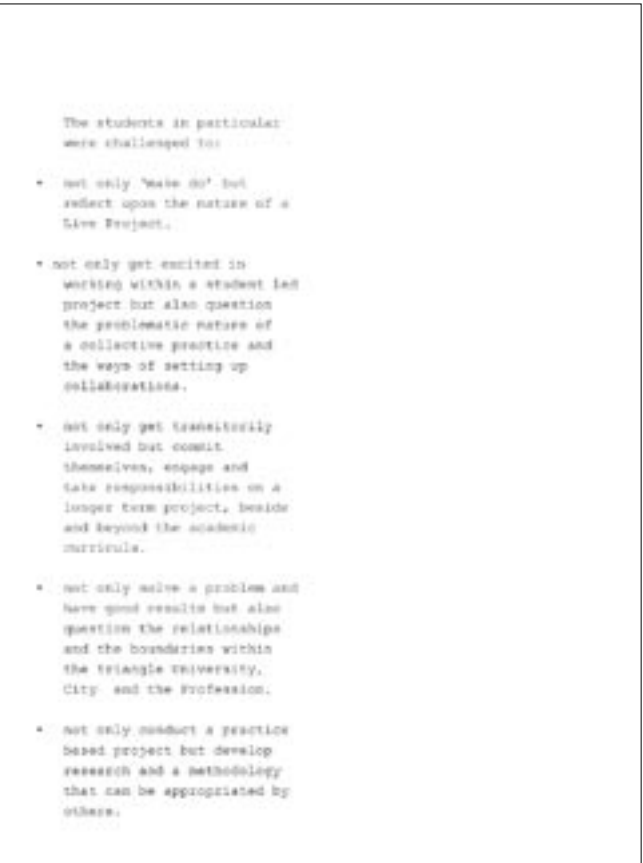 The students in particular
were challenged to:
• not only 'make do' but
reflect upon the nature of a
Live Project.
• not only get excited in
working within a student led
project but also question
the problematic nature of
a collective practice and
the ways of setting up
collaborations.
• not only get transitorily
involved but commit
themselves, engage and
take responsibilities on a
longer term project, beside
and beyond the academic
curricula.
• not only solve a problem and
have good results but also
question the relationships
and the boundaries within
the triangle University,
City and the Profession.
• not only conduct a practice
based project but develop
research and a methodology
that can be appropriated by
others.